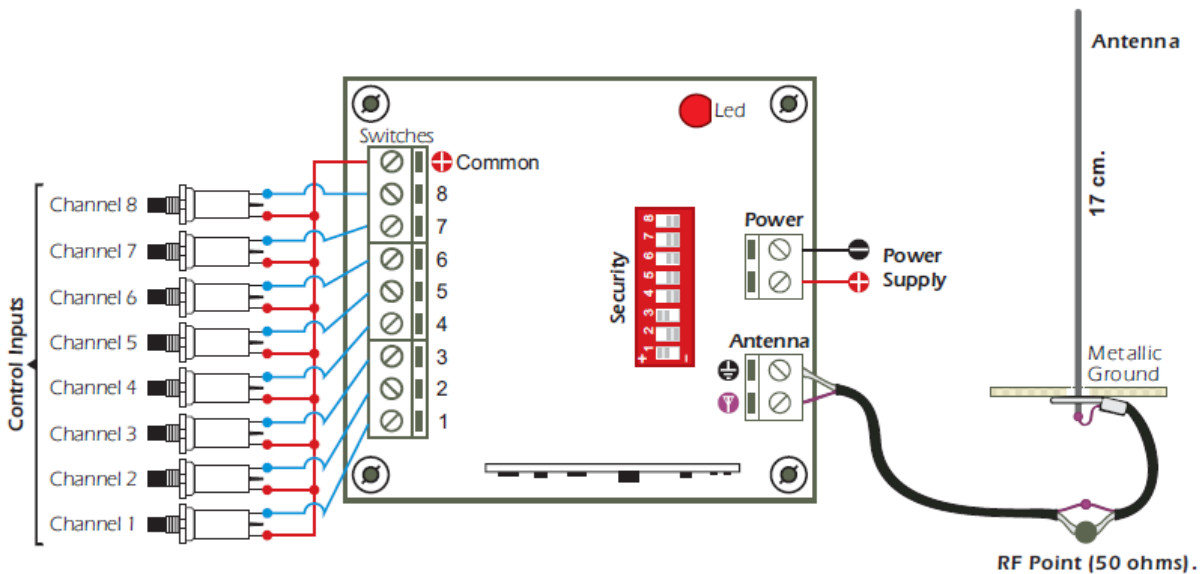 Antenna
Led
Switches
Common
8
7
6
5
4
3
2
1
Control Inputs
Channel 8
Channel 7
Channel 6
Channel 5
Channel 4
Channel 3
Channel 2
Channel 1
Security
8
7
6
5
4
3
2
1
+
–
Power
Power
Supply
Antenna
17 cm.
Metallic
Ground
RF Point (50 ohms).